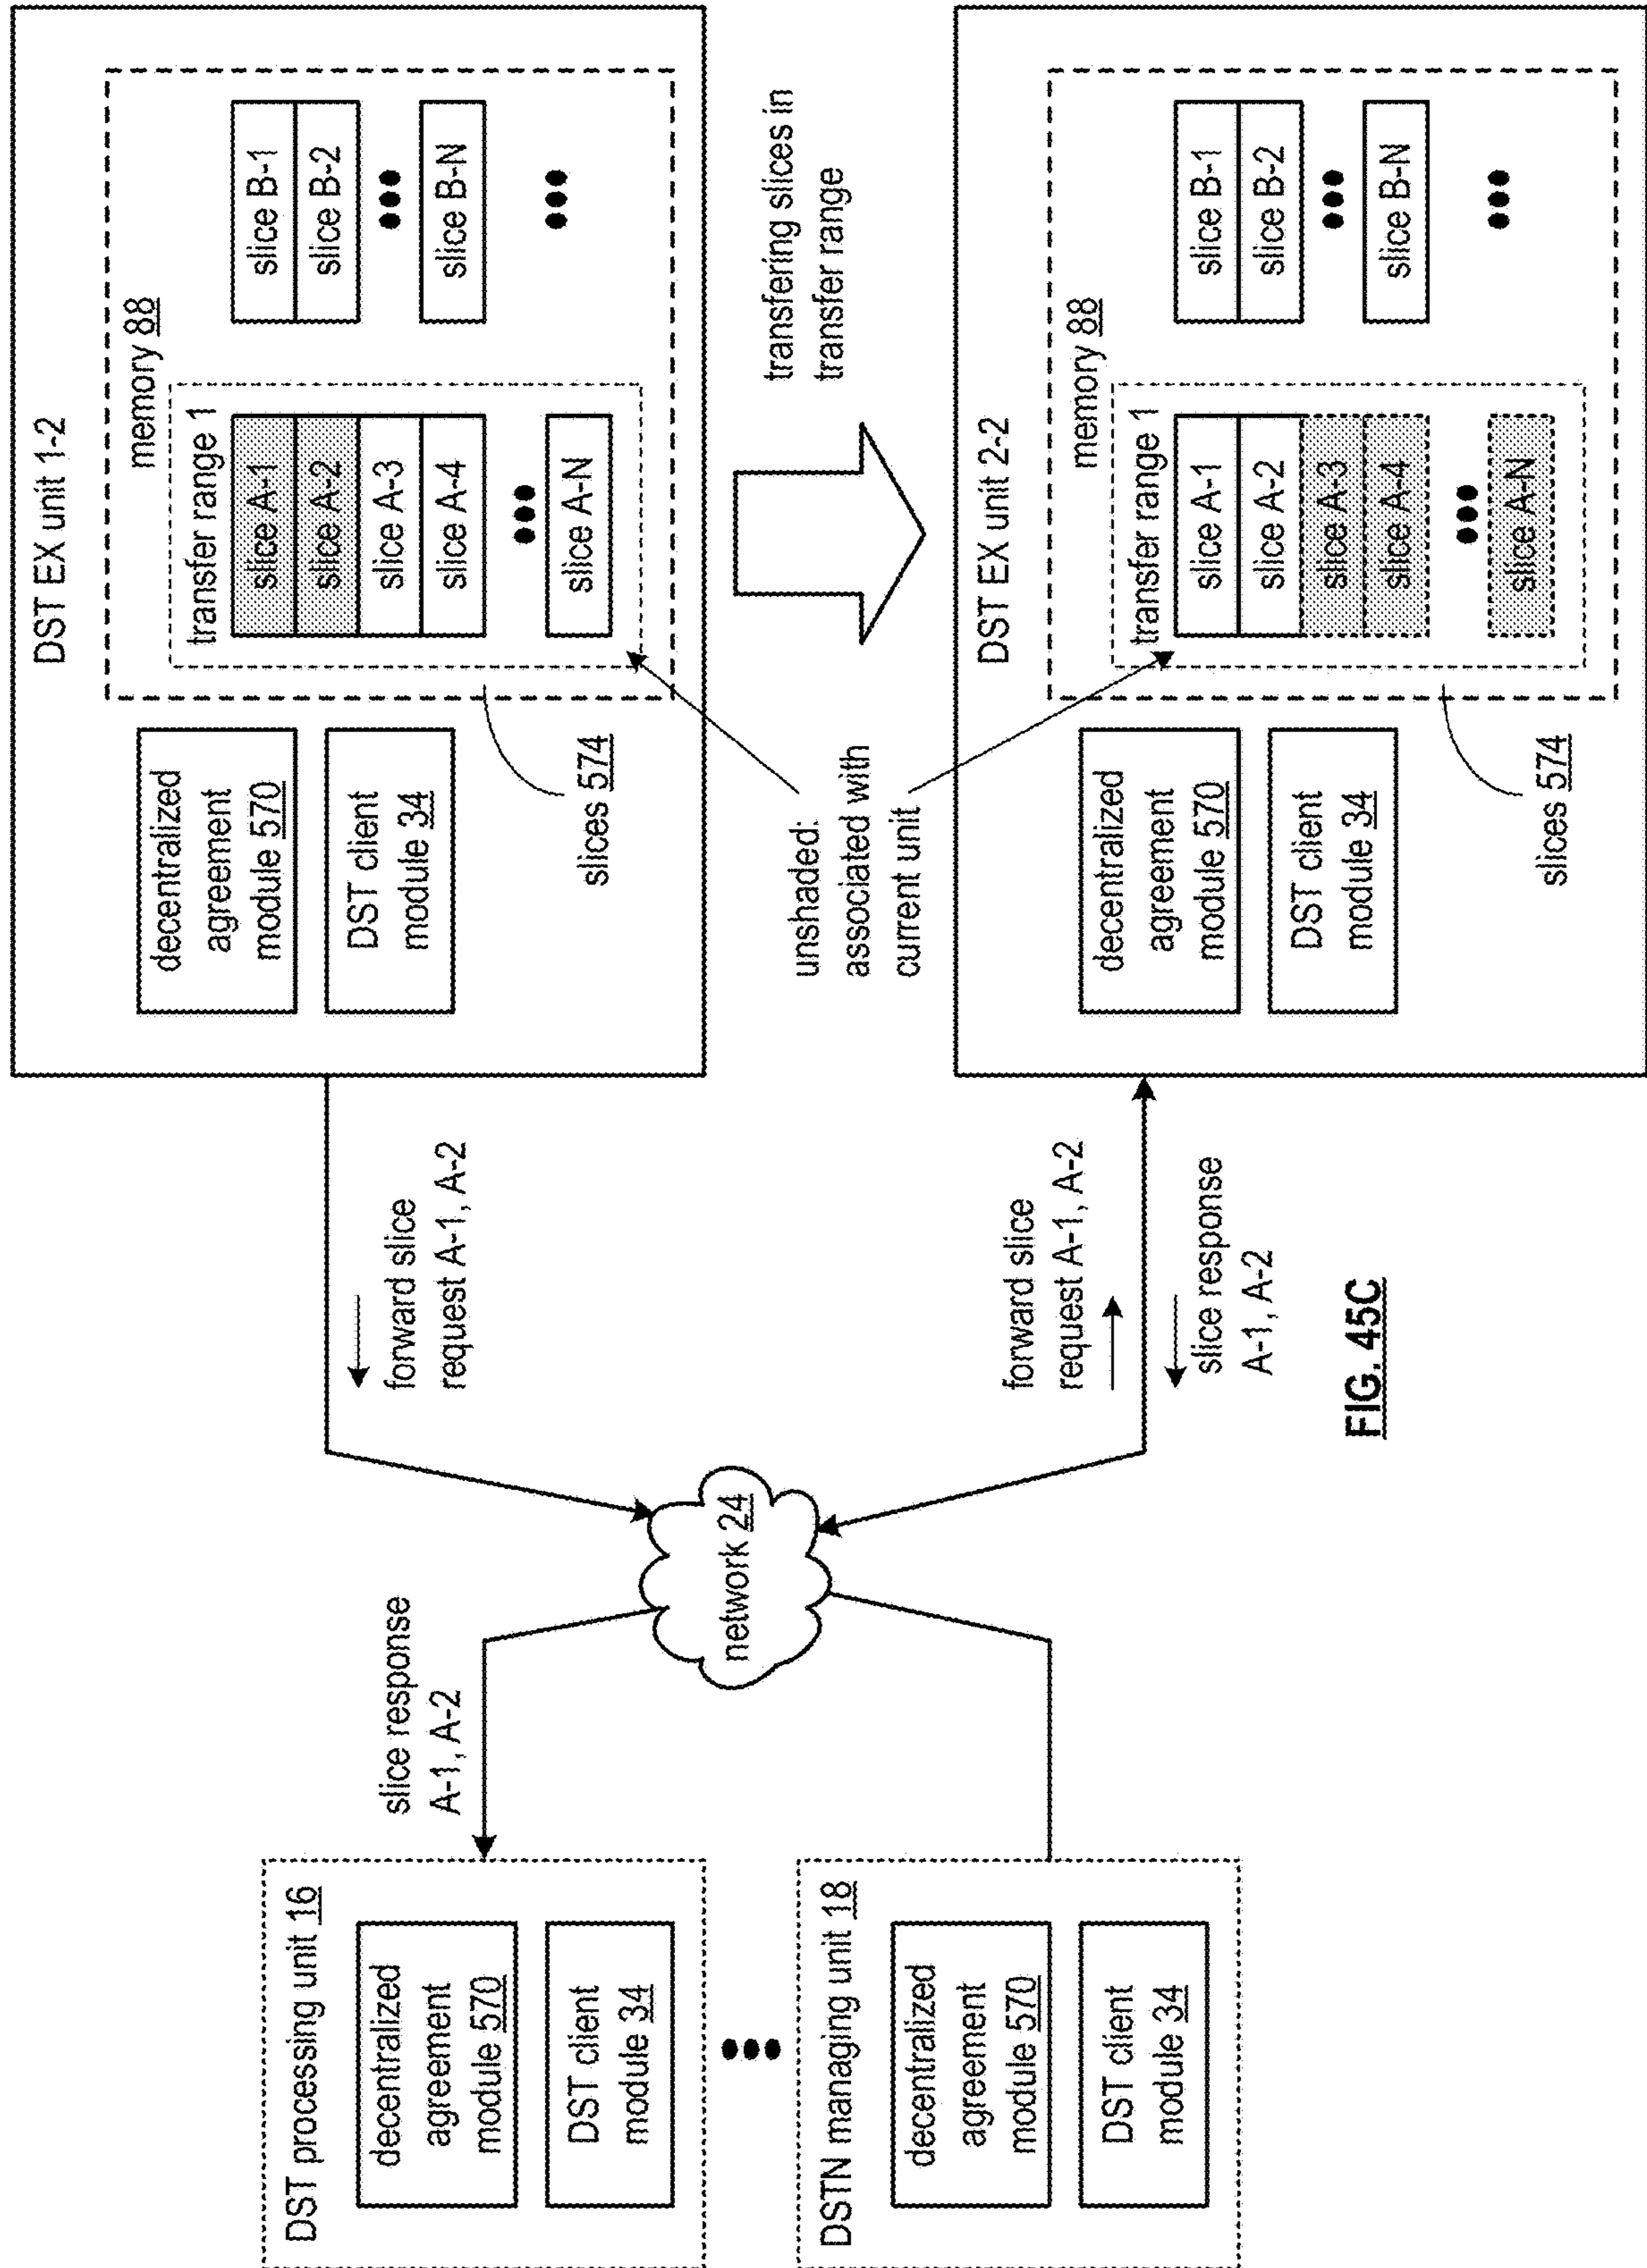 DST processing unit 16
decentralized
agreement
module 570
DST client
module 34
DSTN managing unit 18
decentralized
agreement
module 570
DST client
module 34
slice response
A-1, A-2
network 24
forward slice
request A-1, A-2
forward slice
request A-1, A-2
slice response
A-1, A-2
DST EX unit 1-2
decentralized
agreement
module 570
DST client
module 34
slices 574
memory 88
transfer range 1
slice A-1
slice A-2
slice A-3
slice A-4
slice A-N
slice B-1
slice B-2
slice B-N
unshaded:
associated with
current unit
transfering slices in
transfer range
DST EX unit 2-2
decentralized
agreement
module 570
DST client
module 34
slices 574
memory 88
transfer range 1
slice A-1
slice A-2
slice A-3
slice A-4
slice A-N
slice B-1
slice B-2
slice B-N
FIG. 45C